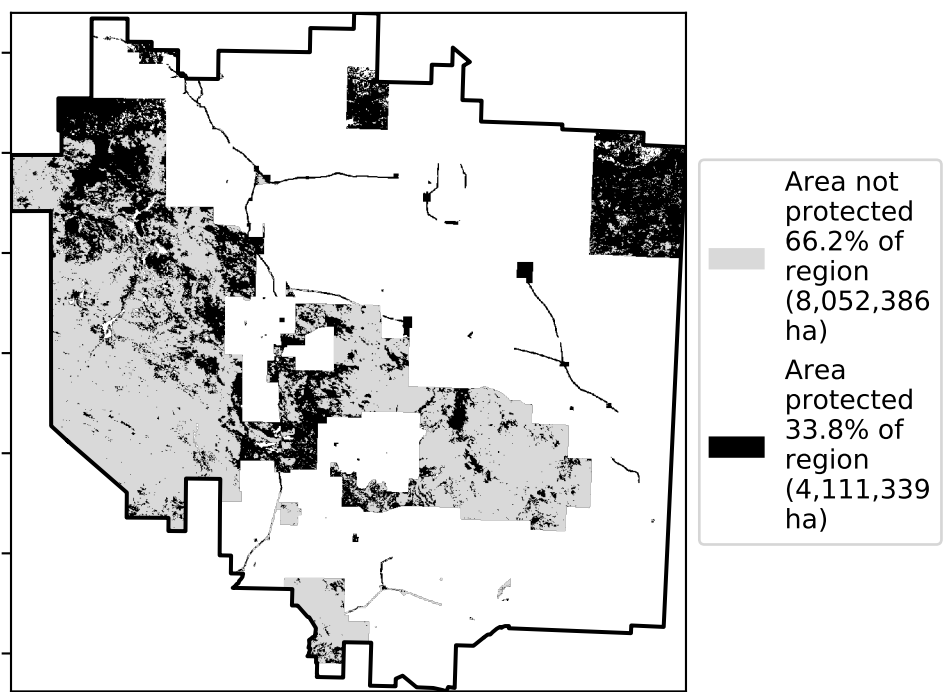 Area not
protected
66.2% of
region
(8,052,386
ha)
Area
protected
33.8% of
region
(4,111,339
ha)